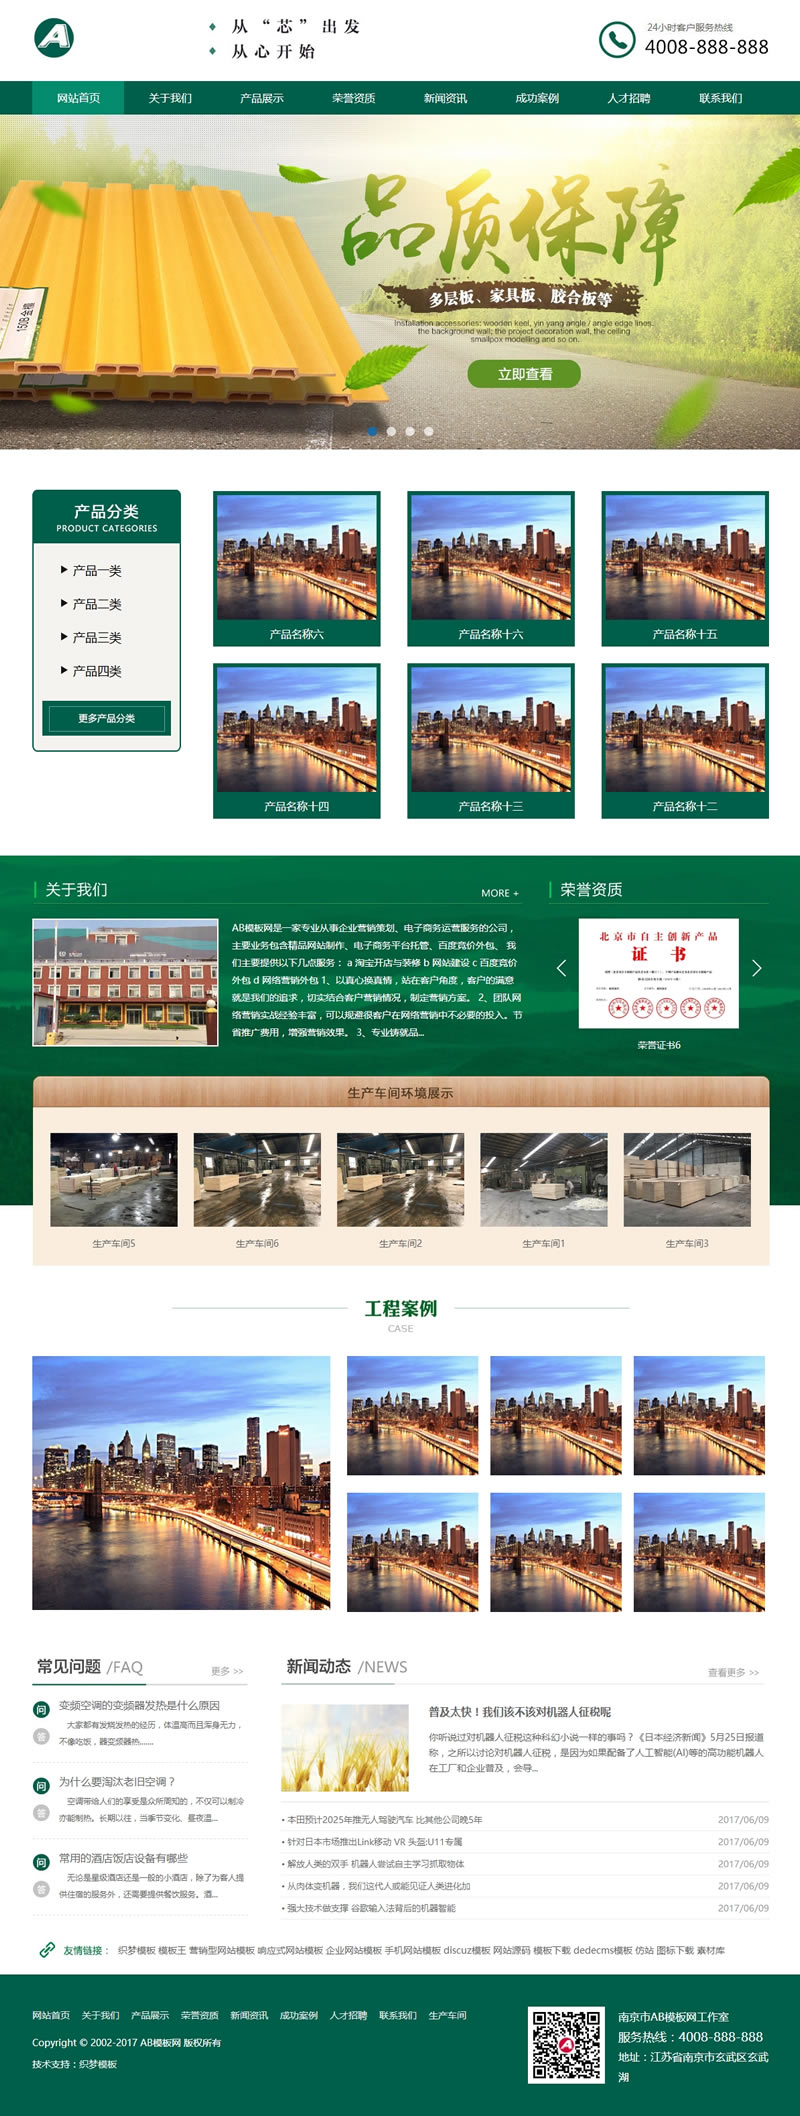 A
从“芯”出发
从心开始
24小时客户服务热线
4008-888-888
网站首页 关于我们 产品展示 荣誉资质 新闻资讯 成功案例 人才招聘 联系我们
品质保障
多层板、家具板、胶合板等
installation accessories: wooden keel, yin yang angle / angle edge lines.
the background wall; the project decoration wall, the ceiling
smallpox modelling and so on.
立即查看
产品分类
PRODUCT CATEGORIES
产品一类
产品二类
产品三类
产品四类
更多产品分类
产品名称六 产品名称十六 产品名称十五
产品名称十四 产品名称十三 产品名称十二
关于我们
MORE +
AB模板网是一家专业从事企业营销策划、电子商务运营服务的公司，
主要业务包含精品网站制作、电子商务平台托管、百度竞价外包、 我
们主要提供以下几点服务： a 淘宝开店与装修 b 网站建设 c 百度竞价
外包 d 网络营销外包 1、以真心换真情，站在客户角度，客户的满意
就是我们的追求，切实结合客户营销情况，制定营销方案。 2、团队网
络营销实战经验丰富，可以规避很客户在网络营销中不必要的投入。节
省推广费用，增强营销效果。 3、专业铸就品...
荣誉资质
北京市自主创新产品
证 书
荣誉证书6
生产车间环境展示
生产车间5 生产车间6 生产车间2 生产车间1 生产车间3
工程案例
CASE
常见问题 /FAQ
更多 >>
问 变频空调的变频器发热是什么原因
答 大家都有发烧发热的经历，体温高而且浑身无力，
不像吃饭，器变频器热......
问 为什么要淘汰老旧空调？
答 空调带给人们的享受是众所周知的，不仅可以制冷
亦能制热。长期以往，当季节变化、昼夜温...
问 常用的酒店饭店设备有哪些
答 无论是星级酒店还是一般的小酒店，除了为客人提
供住宿的服务外，还需要提供餐饮服务。酒...
新闻动态 /NEWS
查看更多 >>
普及太快！我们该不该对机器人征税呢
你听说过对机器人征税这种科幻小说一样的事吗？《日本经济新闻》5月25日报道
称，之所以讨论对机器人征税，是因为如果配备了人工智能(AI)等的高功能机器人
在工厂和企业普及，会导...
• 本田预计2025年推无人驾驶汽车 比其他公司晚5年 2017/06/09
• 针对日本市场推出Link移动 VR 头盔:U11专属 2017/06/09
• 解放人类的双手 机器人尝试自主学习抓取物体 2017/06/09
• 从肉体变机器，我们这代人或能见证人类进化加 2017/06/09
• 强大技术做支撑 谷歌输入法背后的机器智能 2017/06/09
友情链接： 织梦模板 模板王 营销型网站模板 响应式网站模板 企业网站模板 手机网站模板 discuz模板 网站源码 模板下载 dedecms模板 仿站 图标下载 素材库
网站首页 关于我们 产品展示 荣誉资质 新闻资讯 成功案例 人才招聘 联系我们 生产车间
Copyright © 2002-2017 AB模板网 版权所有
技术支持：织梦模板
南京市AB模板网工作室
服务热线：4008-888-888
地址：江苏省南京市玄武区玄武
湖